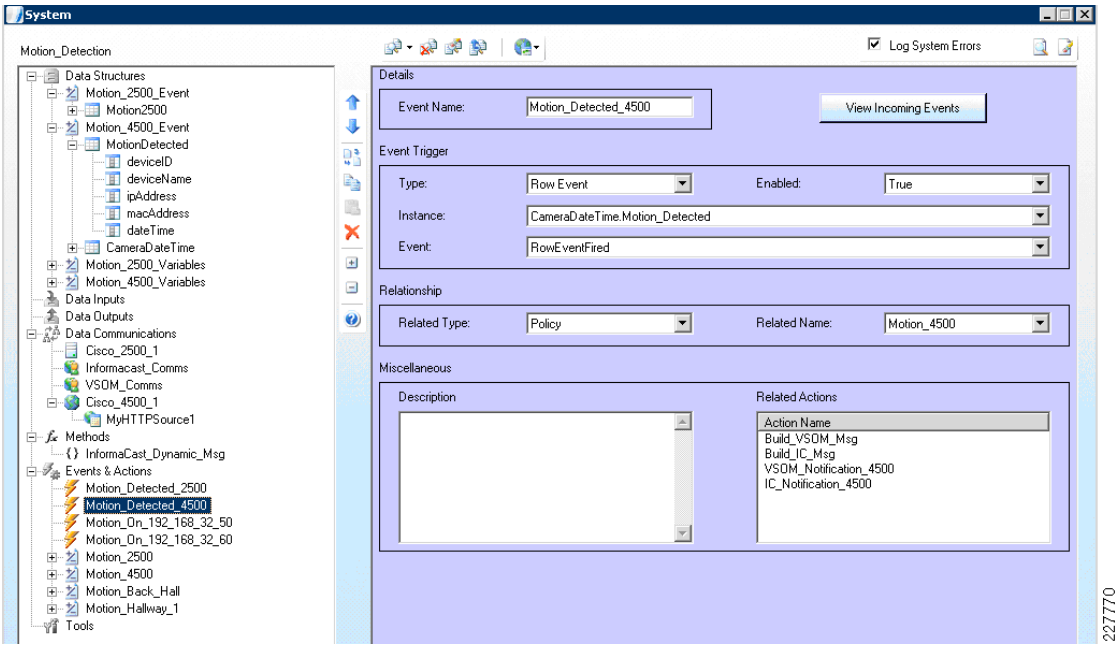 System
Motion_Detection
Log System Errors
Data Structures
Motion_2500_Event
Motion2500
Motion_4500_Event
MotionDetected
deviceID
deviceName
ipAddress
macAddress
dateTime
CameraDateTime
Motion_2500_Variables
Motion_4500_Variables
Data Inputs
Data Outputs
Data Communications
Cisco_2500_1
Informacast_Comms
VSOM_Comms
Cisco_4500_1
MyHTTPSource1
Methods
InformaCast_Dynamic_Msg
Events & Actions
Motion_Detected_2500
Motion_Detected_4500
Motion_On_192_168_32_50
Motion_On_192_168_32_60
Motion_2500
Motion_4500
Motion_Back_Hall
Motion_Hallway_1
Tools
Details
Event Name: Motion_Detected_4500
View Incoming Events
Event Trigger
Type: Row Event Enabled: True
Instance: CameraDateTime.Motion_Detected
Event: RowEventFired
Relationship
Related Type: Policy Related Name: Motion_4500
Miscellaneous
Description
Related Actions
Action Name
Build_VSOM_Msg
Build_IC_Msg
VSOM_Notification_4500
IC_Notification_4500
227770